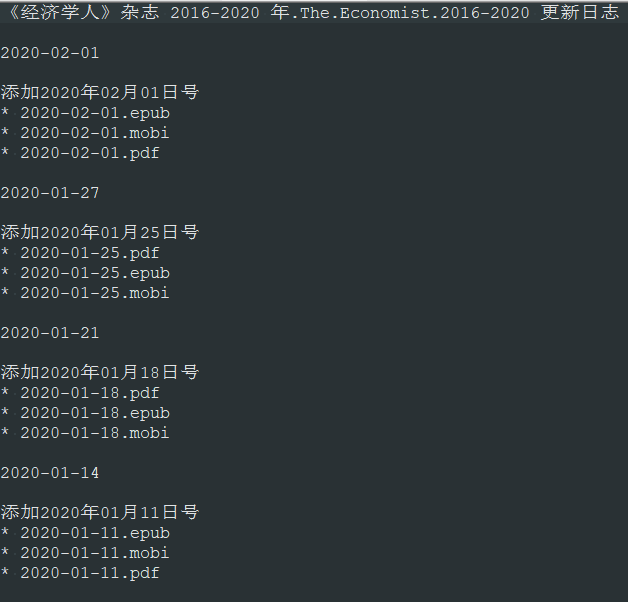 《经济学人》杂志 2016-2020 年.The.Economist.2016-2020 更新日志
2020-02-01
添加2020年02月01日号
* 2020-02-01.epub
* 2020-02-01.mobi
* 2020-02-01.pdf
2020-01-27
添加2020年01月25日号
* 2020-01-25.pdf
* 2020-01-25.epub
* 2020-01-25.mobi
2020-01-21
添加2020年01月18日号
* 2020-01-18.pdf
* 2020-01-18.epub
* 2020-01-18.mobi
2020-01-14
添加2020年01月11日号
* 2020-01-11.epub
* 2020-01-11.mobi
* 2020-01-11.pdf